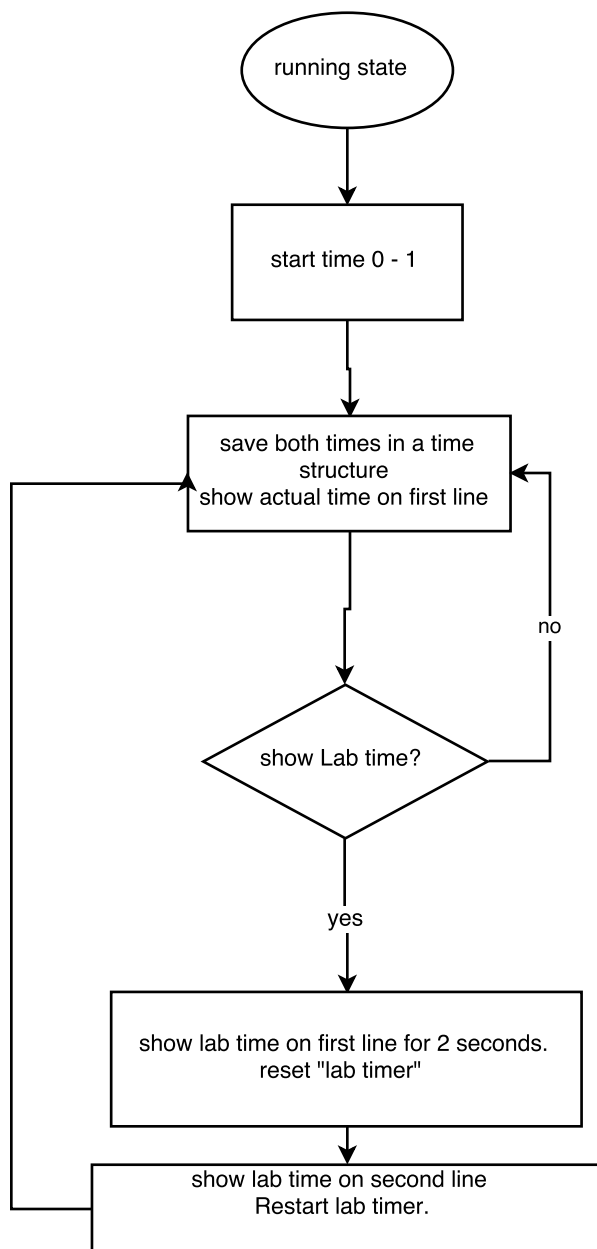 running state
start time 0 - 1
save both times in a time
structure
show actual time on first line
no
show Lab time?
yes
show lab time on first line for 2 seconds.
reset "lab timer"
show lab time on second line
Restart lab timer.